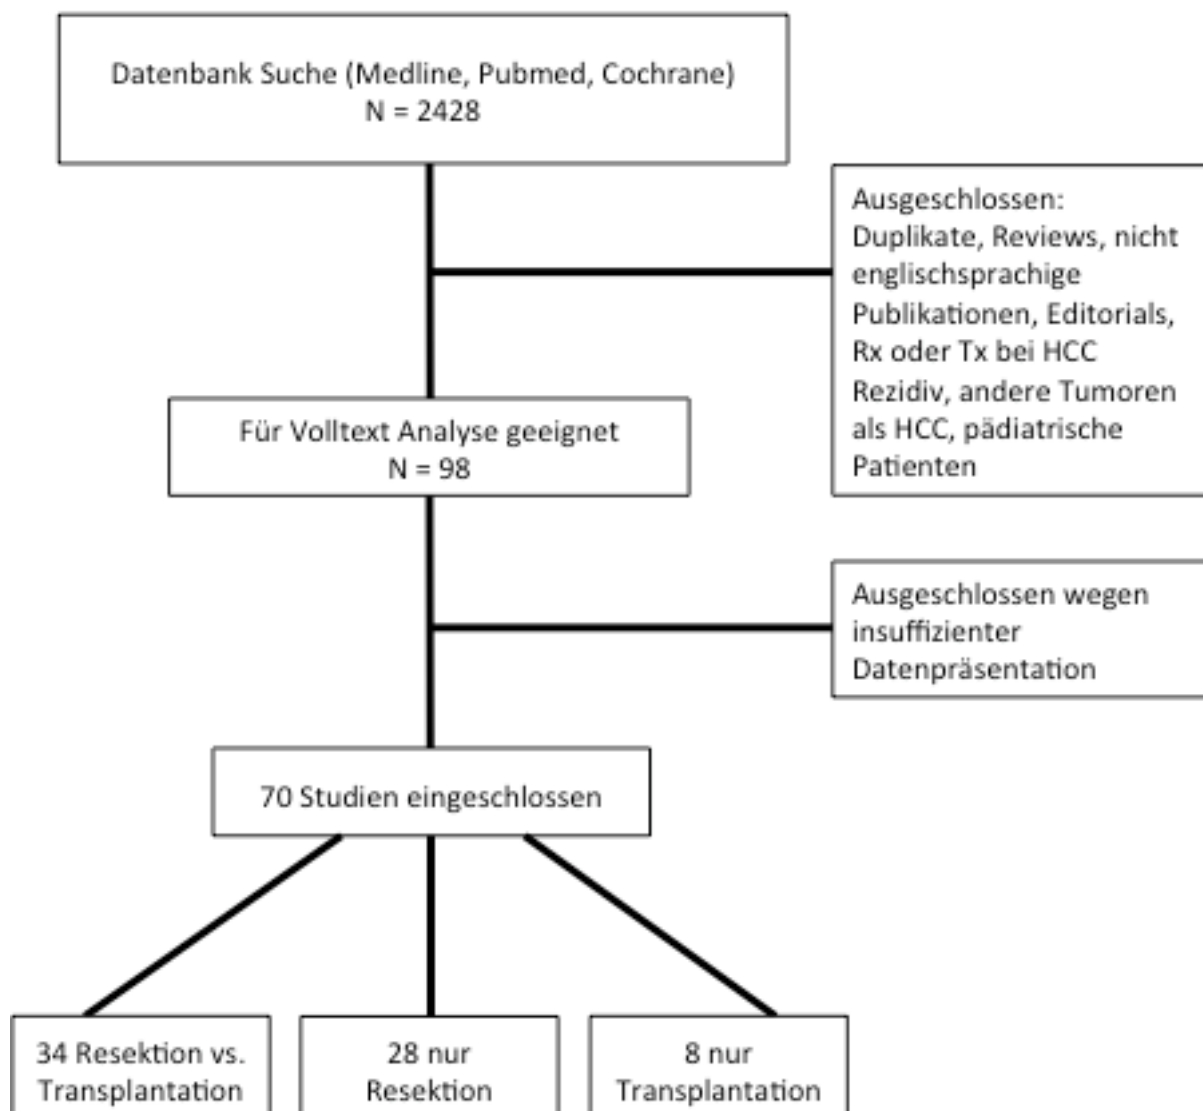 Datenbank Suche (Medline, Pubmed, Cochrane)
N = 2428
Ausgeschlossen:
Duplikate, Reviews, nicht
englischsprachige
Publikationen, Editorials,
Rx oder Tx bei HCC
Rezidiv, andere Tumoren
als HCC, pädiatrische
Patienten
Für Volltext Analyse geeignet
N = 98
Ausgeschlossen wegen
insuffizienter
Datenpräsentation
70 Studien eingeschlossen
34 Resektion vs.
Transplantation
28 nur
Resektion
8 nur
Transplantation